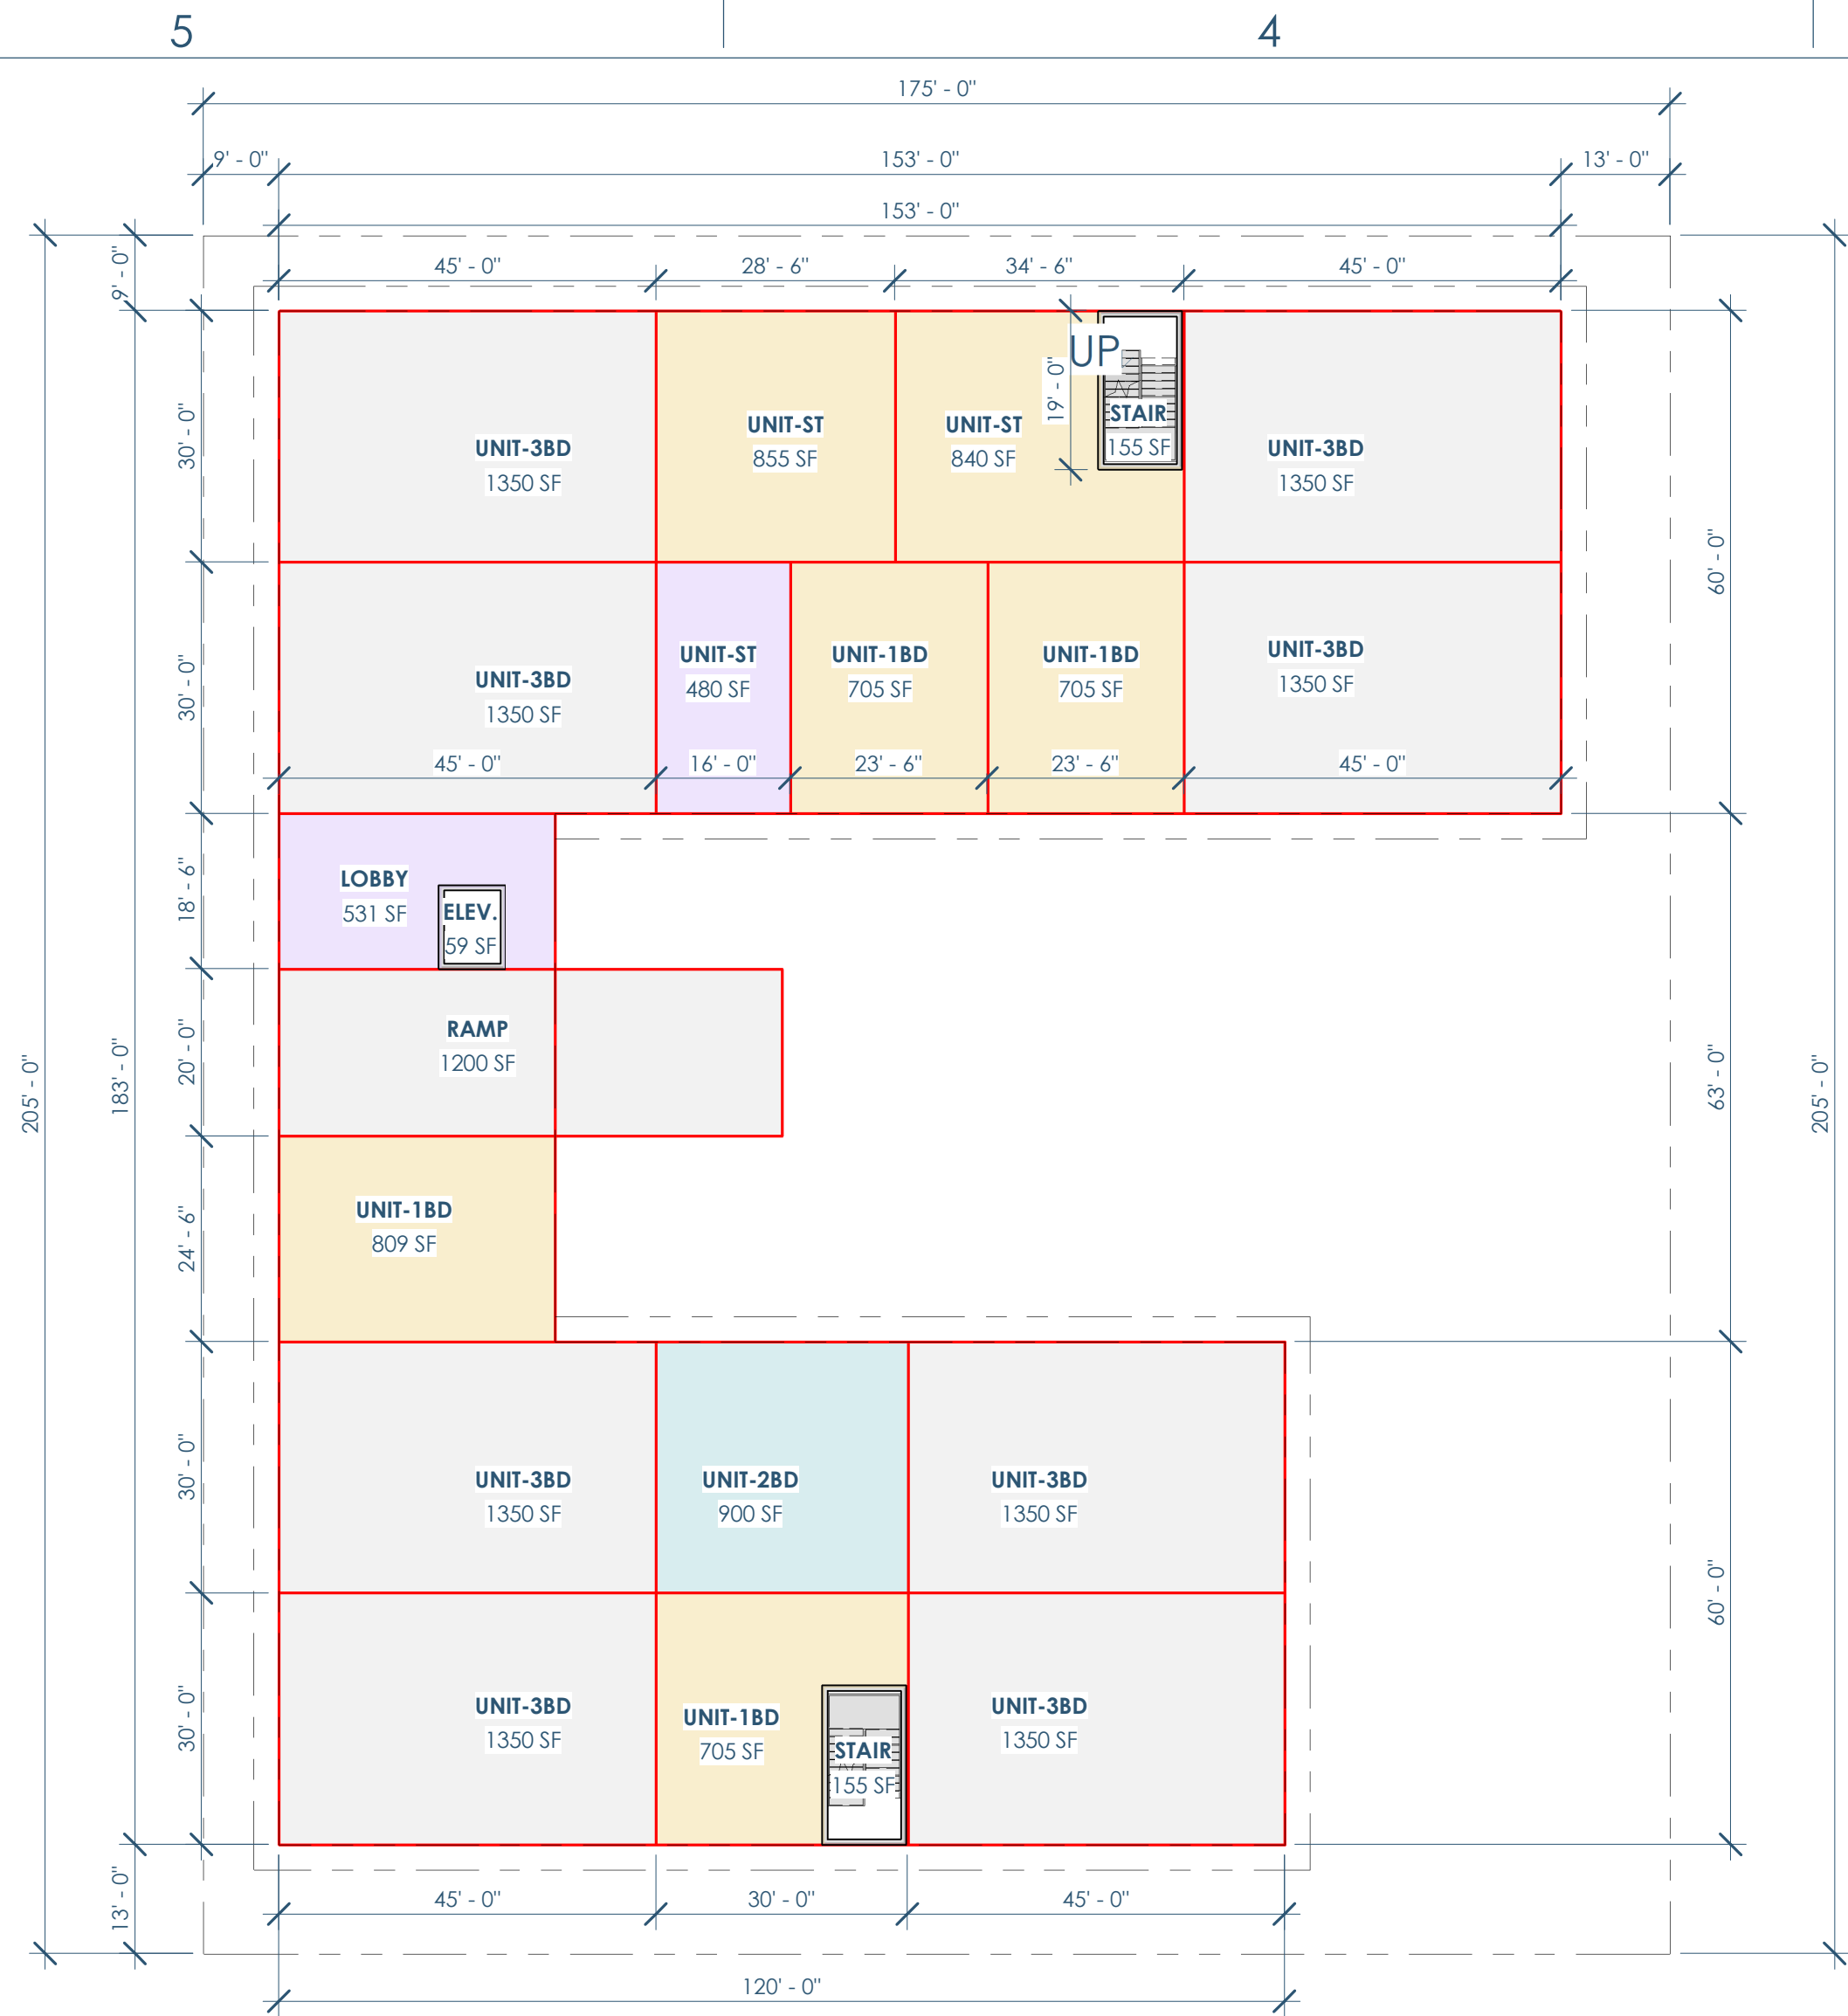 5
4
175' - 0"
9' - 0"
153' - 0"
13' - 0"
153' - 0"
45' - 0"
28' - 6"
34' - 6"
45' - 0"
9' - 0"
UP
19' - 0"
STAIR
155 SF
UNIT-ST
855 SF
UNIT-ST
840 SF
UNIT-3BD
1350 SF
UNIT-3BD
1350 SF
30' - 0"
60' - 0"
UNIT-3BD
1350 SF
UNIT-ST
480 SF
UNIT-1BD
705 SF
UNIT-1BD
705 SF
UNIT-3BD
1350 SF
30' - 0"
45' - 0"
16' - 0"
23' - 6"
23' - 6"
45' - 0"
LOBBY
531 SF
ELEV.
59 SF
18' - 6"
RAMP
1200 SF
20' - 0"
205' - 0"
183' - 0"
63' - 0"
205' - 0"
UNIT-1BD
809 SF
24' - 6"
UNIT-3BD
1350 SF
UNIT-2BD
900 SF
UNIT-3BD
1350 SF
30' - 0"
60' - 0"
UNIT-3BD
1350 SF
UNIT-1BD
705 SF
STAIR
155 SF
UNIT-3BD
1350 SF
30' - 0"
13' - 0"
45' - 0"
30' - 0"
45' - 0"
120' - 0"